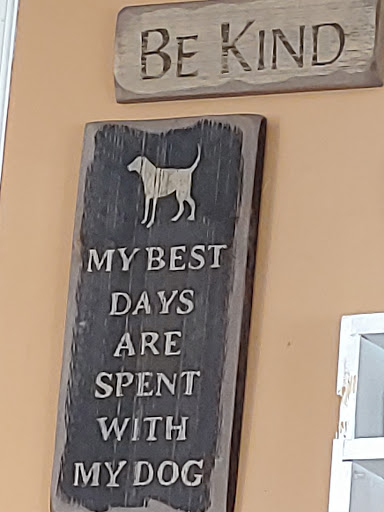 BE KIND
MY BEST
DAYS
ARE
SPENT
WITH
MY DOG